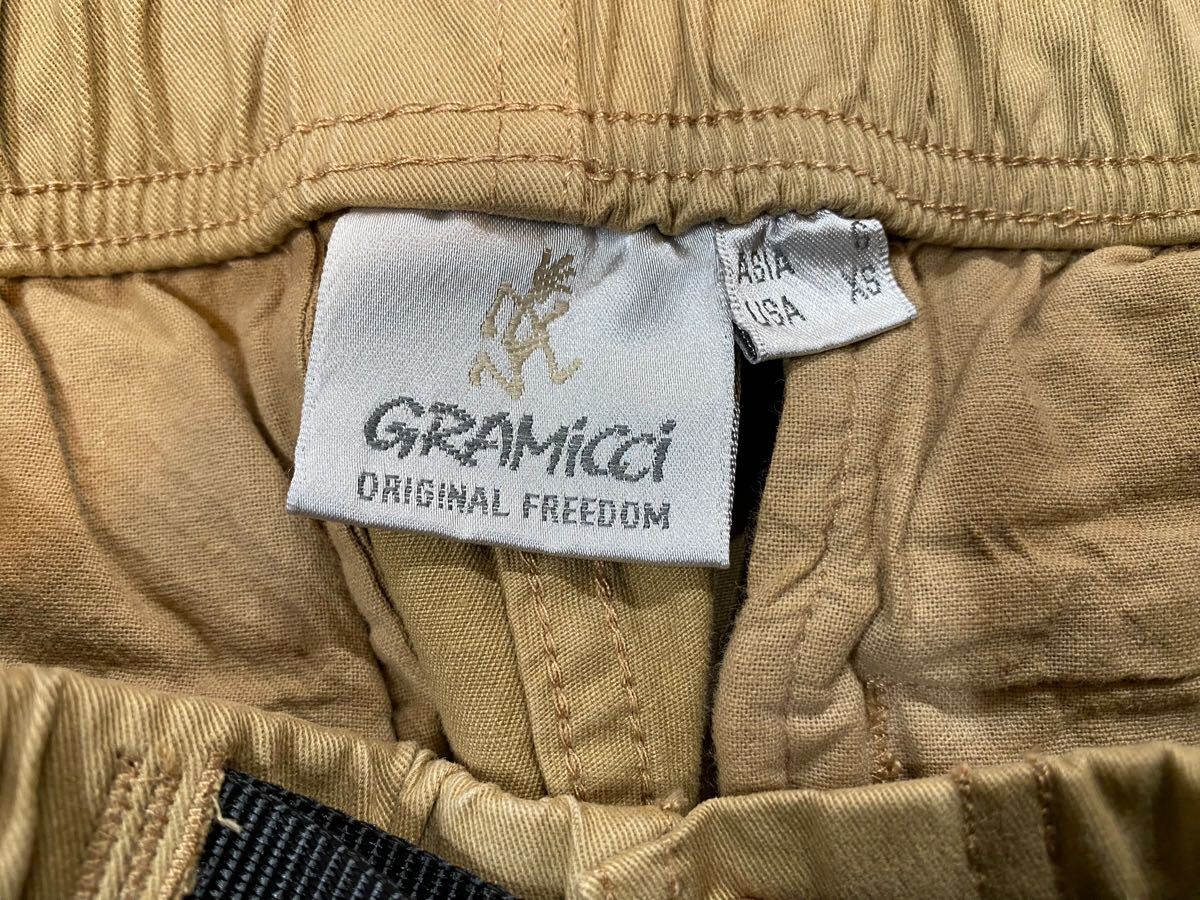 GRAMiCCi
ORIGINAL FREEDOM
ASIA
USA XS